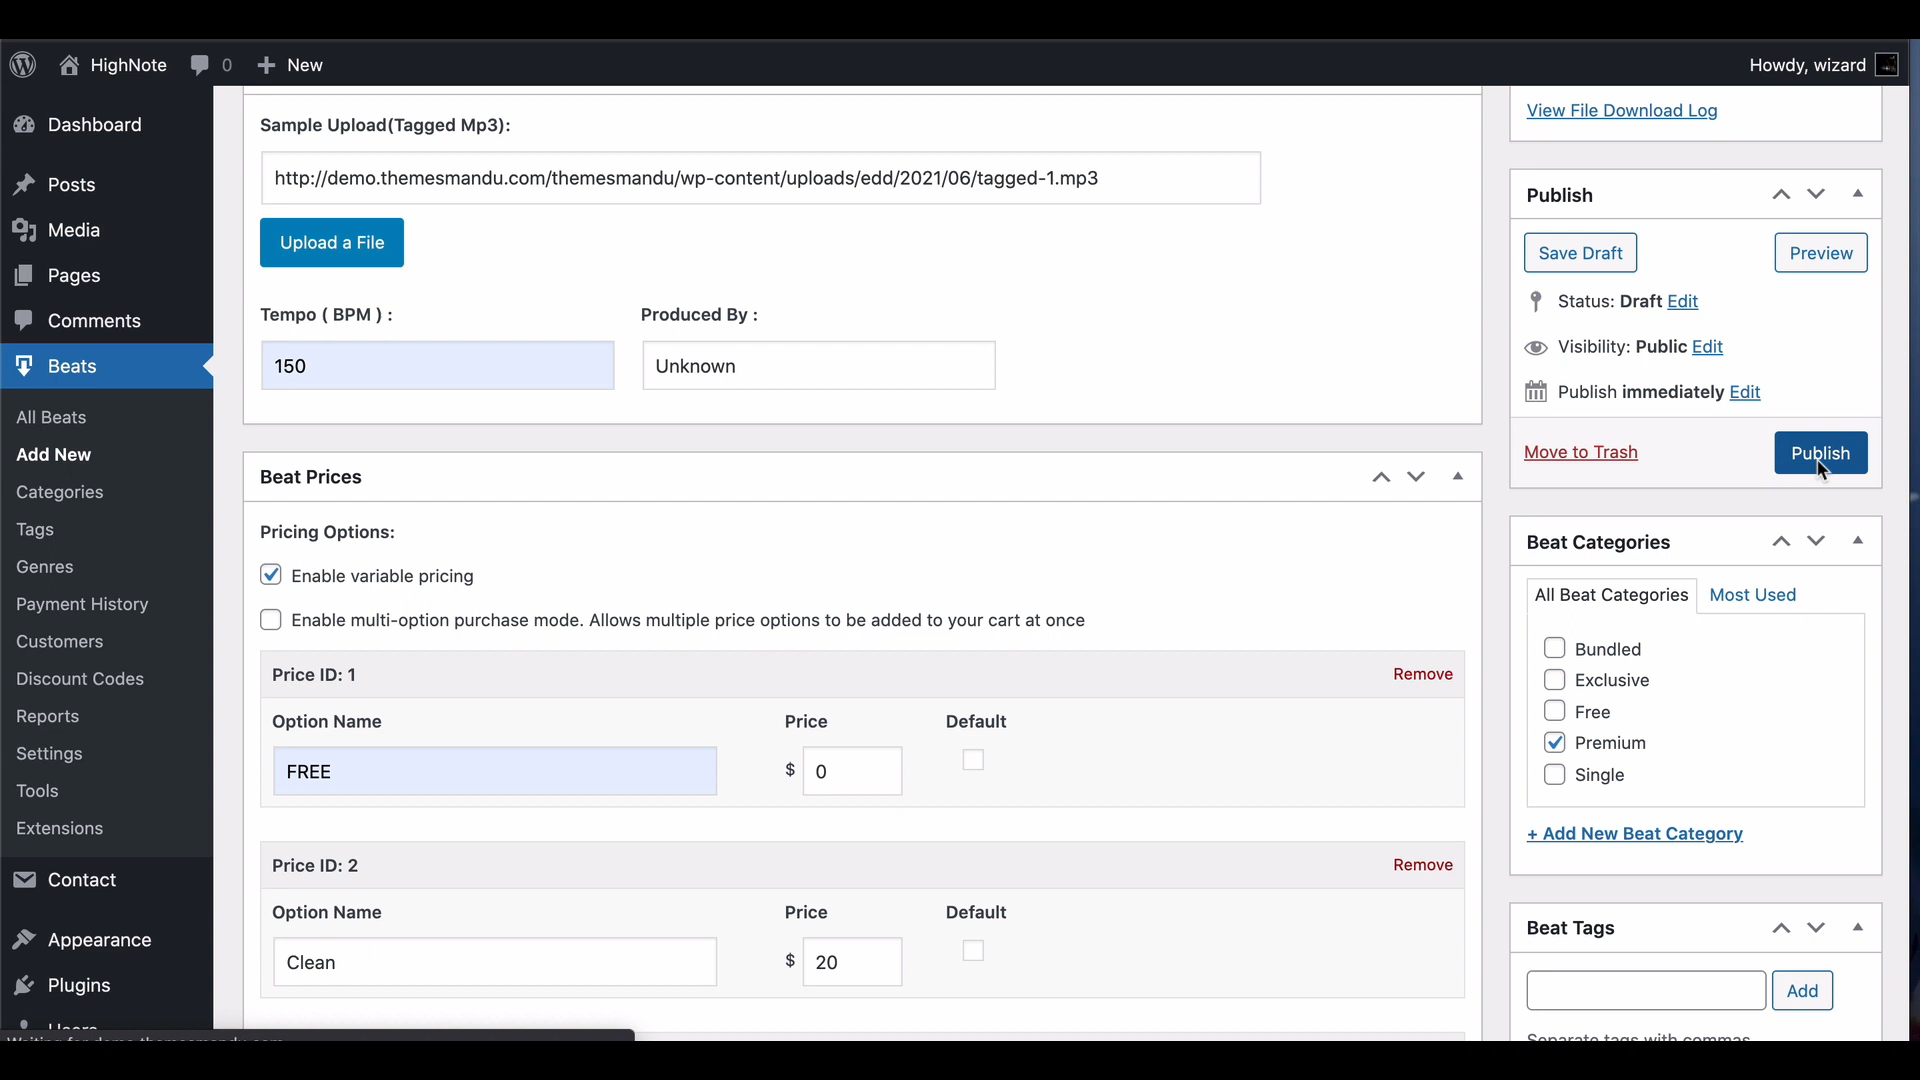 HighNote 0 New Howdy, wizard
Dashboard
Posts
Media
Pages
Comments
Beats
All Beats
Add New
Categories
Tags
Genres
Payment History
Customers
Discount Codes
Reports
Settings
Tools
Extensions
Contact
Appearance
Plugins
Users
Sample Upload(Tagged Mp3):
http://demo.themesmandu.com/themesmandu/wp-content/uploads/edd/2021/06/tagged-1.mp3
Upload a File
Tempo ( BPM ) : Produced By :
150 Unknown
Beat Prices
Pricing Options:
Enable variable pricing
Enable multi-option purchase mode. Allows multiple price options to be added to your cart at once
Price ID: 1 Remove
Option Name Price Default
FREE $ 0
Price ID: 2 Remove
Option Name Price Default
Clean $ 20
View File Download Log
Publish
Save Draft Preview
Status: Draft Edit
Visibility: Public Edit
Publish immediately Edit
Move to Trash Publish
Beat Categories
All Beat Categories Most Used
Bundled
Exclusive
Free
Premium
Single
+ Add New Beat Category
Beat Tags
Add
Separate tags with commas